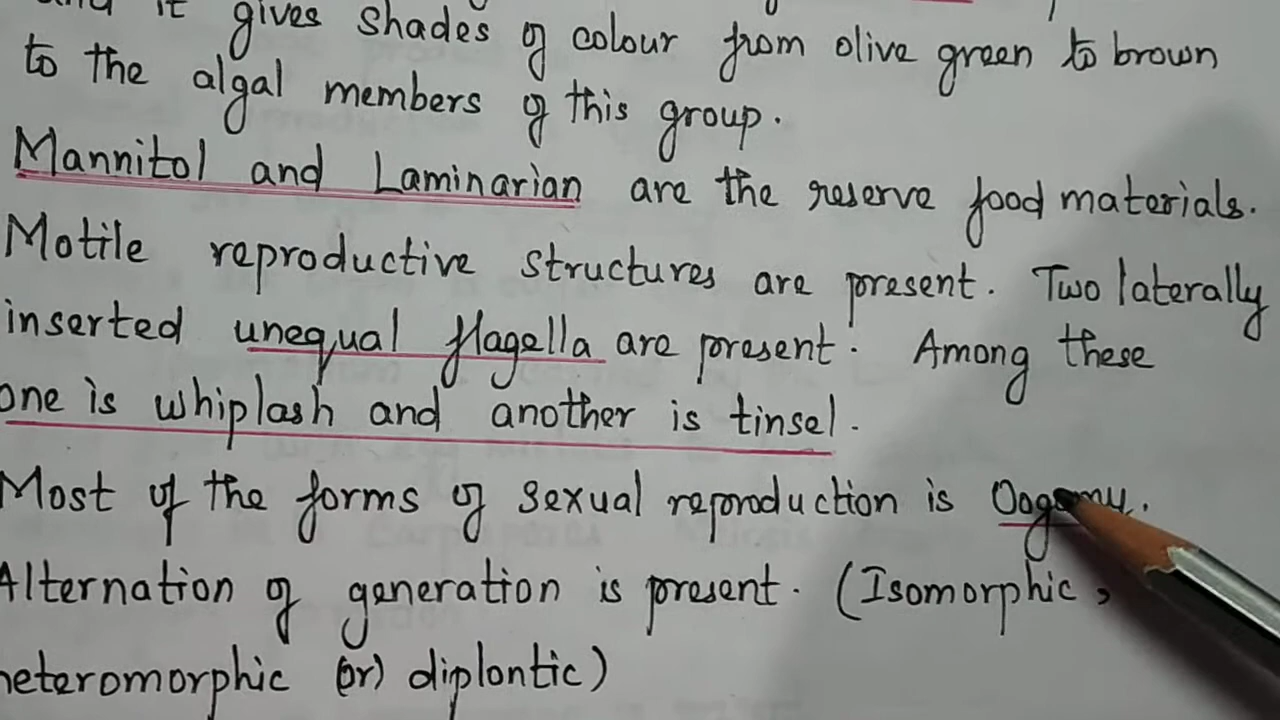 and it gives shades of colour from olive green to brown
to the algal members of this group.
Mannitol and Laminarian are the reserve food materials.
Motile reproductive structures are present. Two laterally
inserted unequal flagella are present. Among these
one is whiplash and another is tinsel.
Most of the forms of sexual reproduction is Oogamy.
Alternation of generation is present. (Isomorphic,
heteromorphic (or) diplontic)